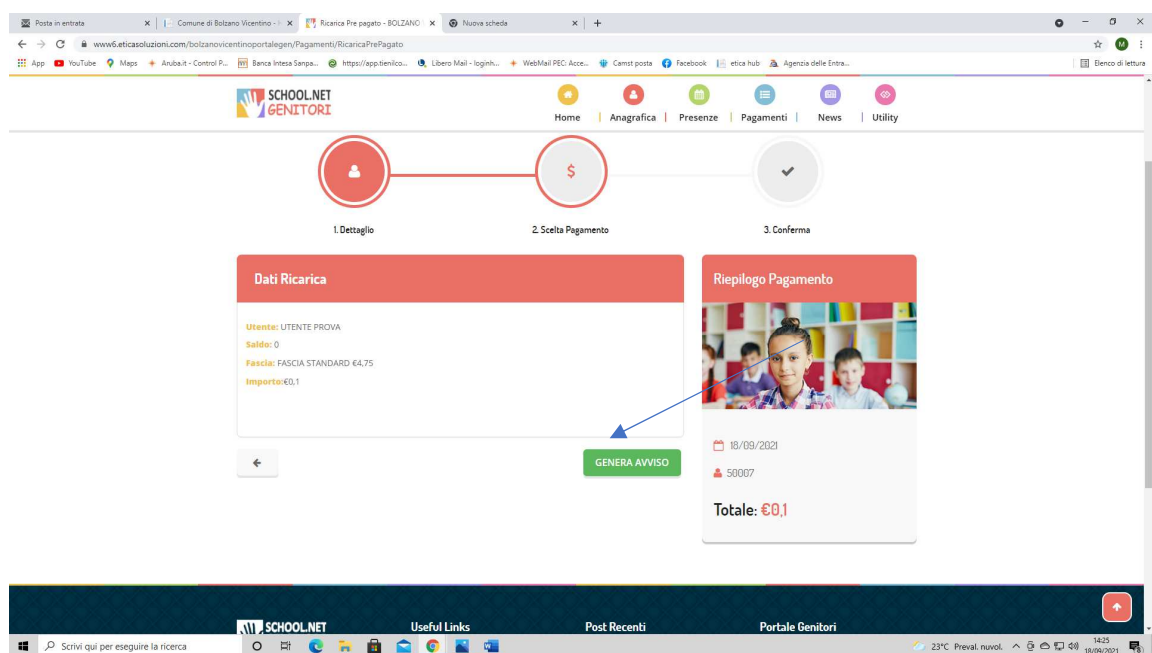 Posta in entrata
Comune di Bolzano Vicentino -
Ricarica Pre pagato - BOLZANO
Nuova scheda
www6.eticasoluzioni.com/bolzanovicentinoportalegen/Pagamenti/RicaricaPrePagato
App YouTube Maps Aruba.it - Control P... Banca Intesa Sanpa... https://app.tienilco... Libero Mail - loginh... WebMail PEC: Acce... Camst posta Facebook etica hub Agenzia delle Entra... Elenco di lettura
SCHOOL.NET
GENITORI
Home | Anagrafica | Presenze | Pagamenti | News | Utility
1. Dettaglio
2. Scelta Pagamento
3. Conferma
Dati Ricarica
Utente: UTENTE PROVA
Saldo: 0
Fascia: FASCIA STANDARD €4,75
Importo:€0,1
GENERA AVVISO
Riepilogo Pagamento
18/09/2021
50007
Totale: €0,1
SCHOOL.NET
Useful Links
Post Recenti
Portale Genitori
Scrivi qui per eseguire la ricerca
23°C Preval. nuvol.
14:25
18/09/2021